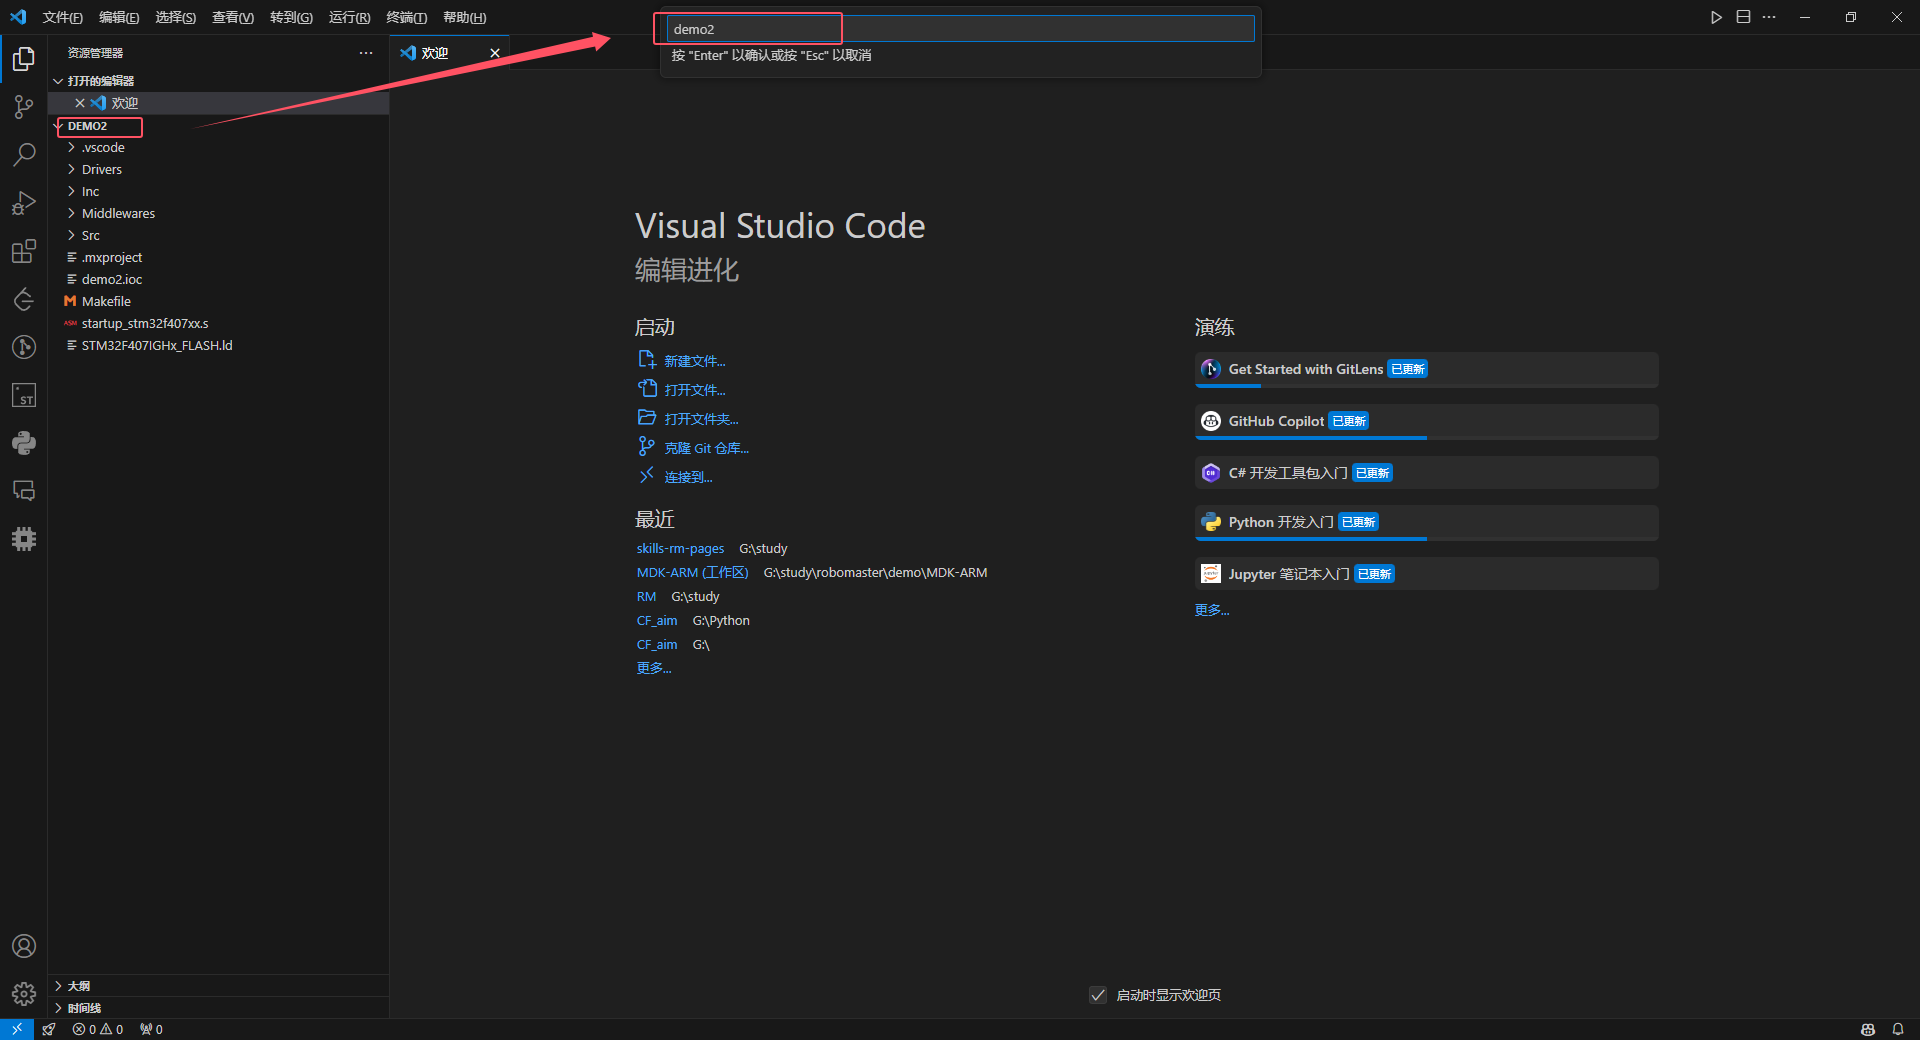 文件(F) 编辑(E) 选择(S) 查看(V) 转到(G) 运行(R) 终端(T) 帮助(H)
demo2
按 "Enter" 以确认或按 "Esc" 以取消
资源管理器
欢迎
打开的编辑器
欢迎
DEMO2
.vscode
Drivers
Inc
Middlewares
Src
.mxproject
demo2.ioc
M Makefile
ASM startup_stm32f407xx.s
STM32F407IGHx_FLASH.ld
ST
大纲
时间线
Visual Studio Code
编辑进化
启动
新建文件...
打开文件...
打开文件夹...
克隆 Git 仓库...
连接到...
最近
skills-rm-pages G:\study
MDK-ARM (工作区) G:\study\robomaster\demo\MDK-ARM
RM G:\study
CF_aim G:\Python
CF_aim G:\
更多...
演练
Get Started with GitLens 已更新
GitHub Copilot 已更新
C# 开发工具包入门 已更新
Python 开发入门 已更新
Jupyter 笔记本入门 已更新
更多...
启动时显示欢迎页
0 0 0